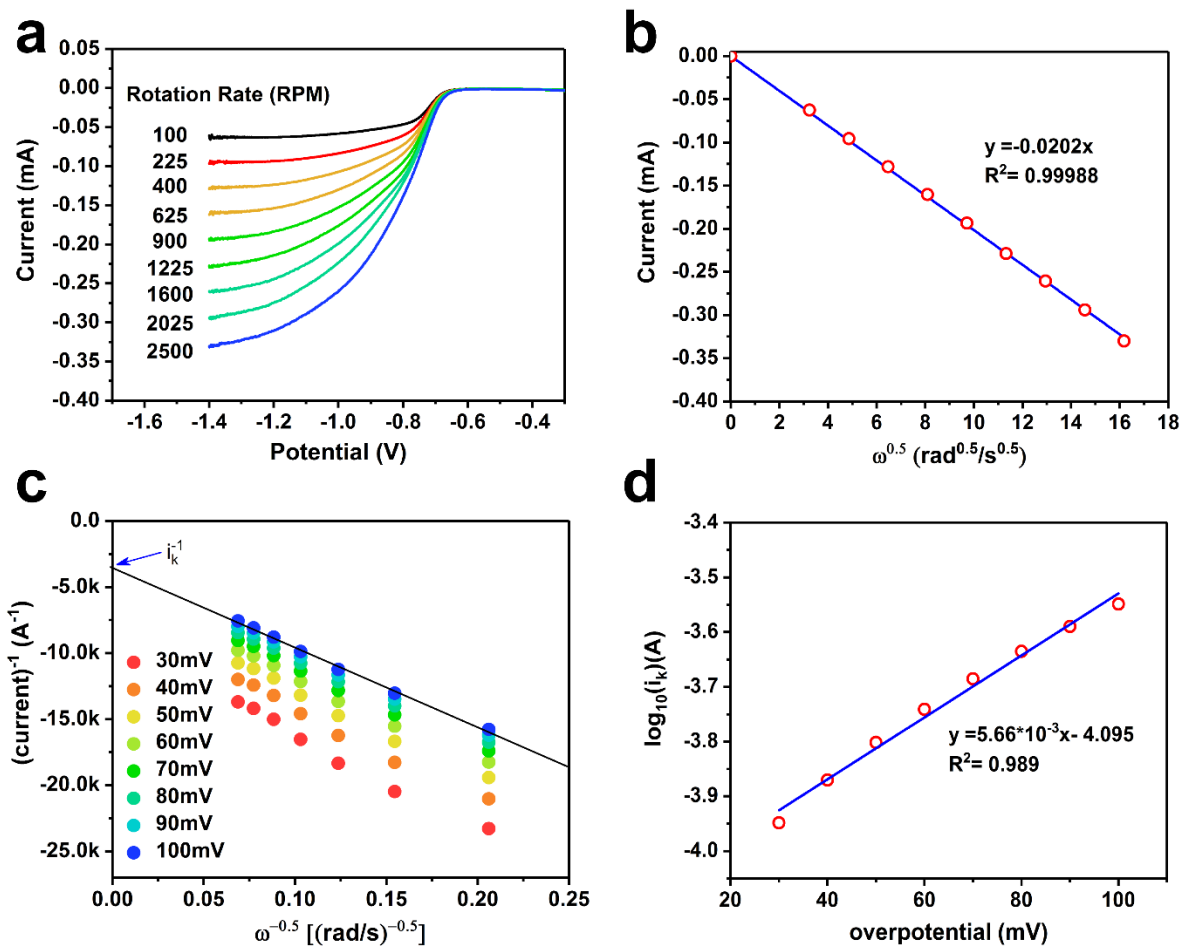 a
0.05
0.00
-0.05
-0.10
-0.15
-0.20
-0.25
-0.30
-0.35
-0.40
Current (mA)
Rotation Rate (RPM)
100
225
400
625
900
1225
1600
2025
2500
-1.6
-1.4
-1.2
-1.0
-0.8
-0.6
-0.4
Potential (V)
b
0.00
-0.05
-0.10
-0.15
-0.20
-0.25
-0.30
-0.35
-0.40
Current (mA)
y =-0.0202x
R²= 0.99988
0
2
4
6
8
10
12
14
16
18
ω^0.5 (rad^0.5/s^0.5)
c
0.0
-5.0k
-10.0k
-15.0k
-20.0k
-25.0k
(current)^-1 (A^-1)
i_k^-1
30mV
40mV
50mV
60mV
70mV
80mV
90mV
100mV
0.00
0.05
0.10
0.15
0.20
0.25
ω^-0.5 [(rad/s)^-0.5]
d
-3.4
-3.5
-3.6
-3.7
-3.8
-3.9
-4.0
log₁₀(i_k)(A)
y =5.66*10^-3x- 4.095
R²= 0.989
20
40
60
80
100
overpotential (mV)